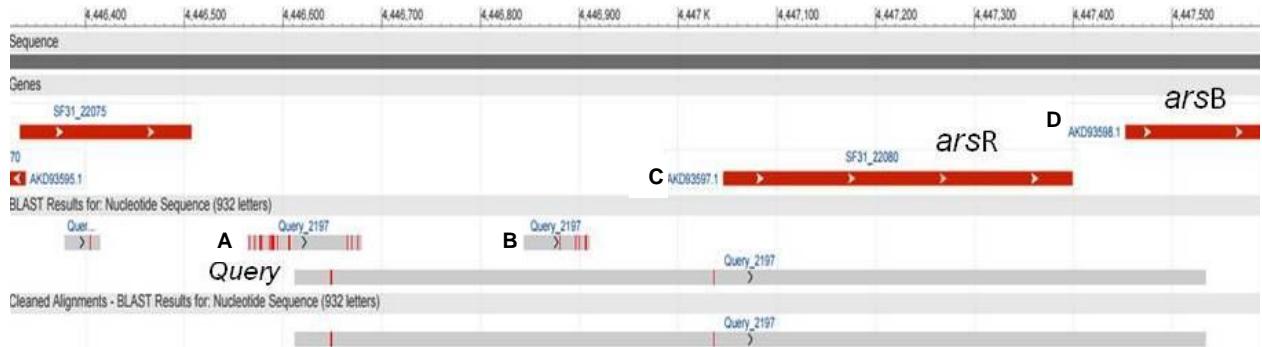 4,446,400 4,446,500 4,446,600 4,446,700 4,446,800 4,446,900 4,447 K 4,447,100 4,447,200 4,447,300 4,447,400 4,447,500
Sequence
Genes
SF31_22075
arsB
D AKD93598.1
arsR
70 SF31_22080
AKD93595.1 C AKD93597.1
BLAST Results for: Nucleotide Sequence (932 letters)
Quer... Query_2197 Query_2197
A B
Query Query_2197
Cleaned Alignments - BLAST Results for: Nucleotide Sequence (932 letters)
Query_2197